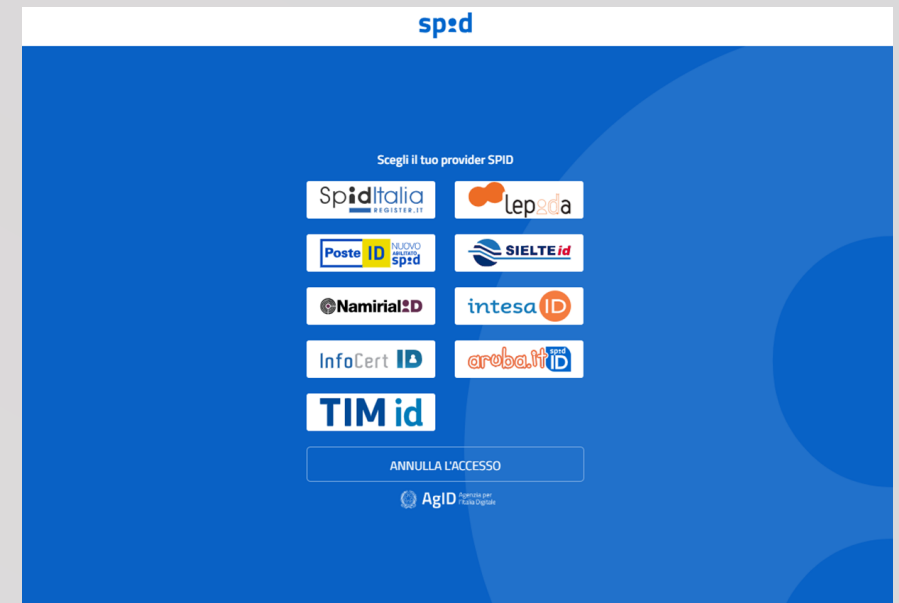 spid
Scegli il tuo provider SPID
SpidItalia
REGISTER.IT
Lepida
Poste ID NUOVO
ABILITATO
spid
SIELTE id
Namirial ID
intesa ID
InfoCert ID
aruba.it spid
ID
TIM id
ANNULLA L'ACCESSO
AgID Agenzia per
l'Italia Digitale